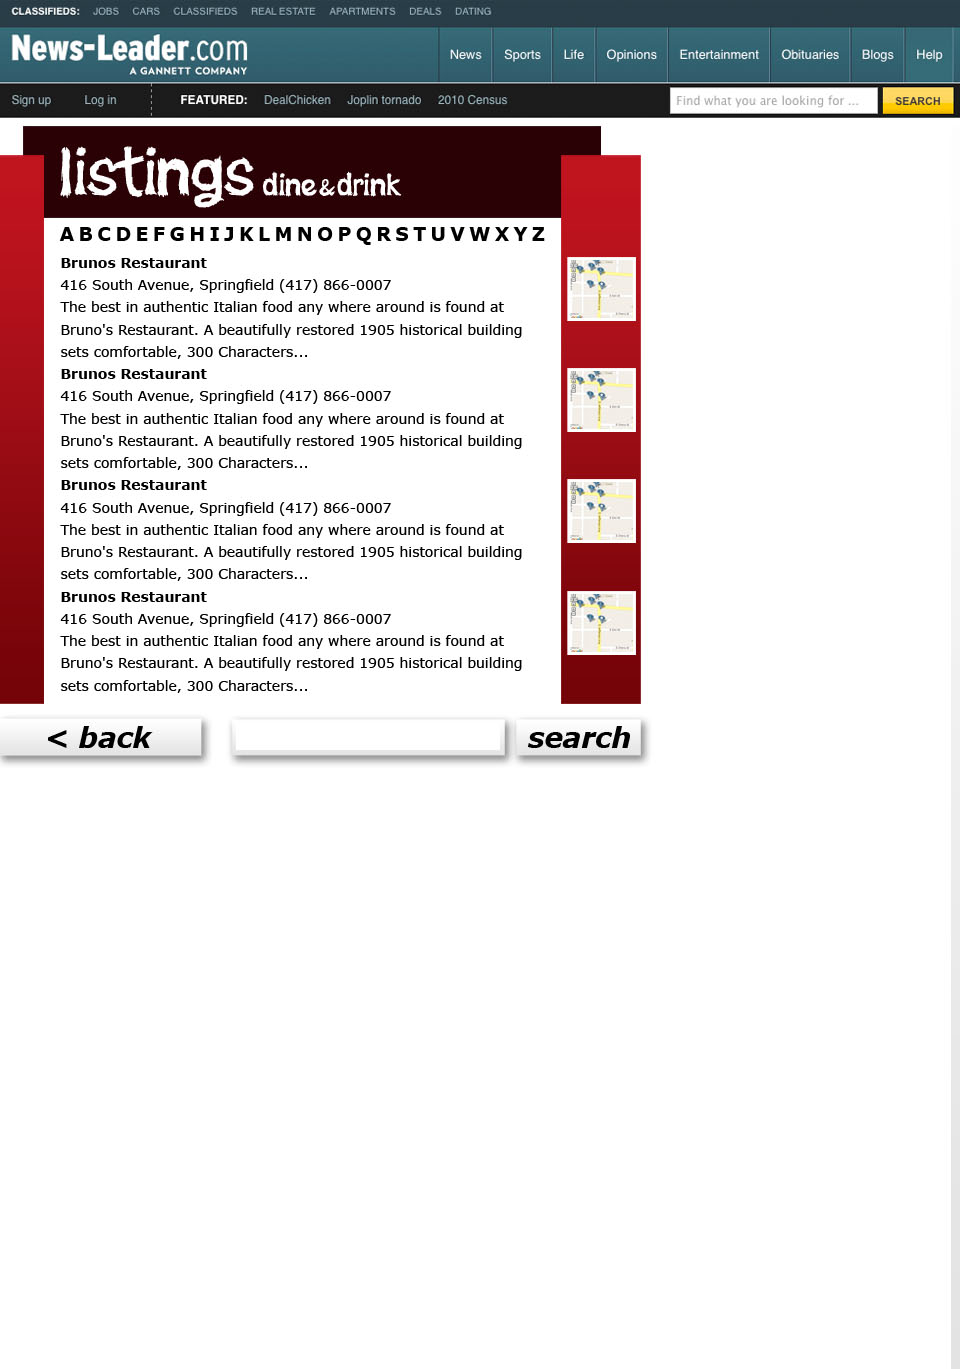 CLASSIFIEDS: JOBS CARS CLASSIFIEDS REAL ESTATE APARTMENTS DEALS DATING
News-Leader.com
A GANNETT COMPANY
News Sports Life Opinions Entertainment Obituaries Blogs Help
Sign up Log in FEATURED: DealChicken Joplin tornado 2010 Census Find what you are looking for ... SEARCH
listings dine & drink
A B C D E F G H I J K L M N O P Q R S T U V W X Y Z
Brunos Restaurant
416 South Avenue, Springfield (417) 866-0007
The best in authentic Italian food any where around is found at
Bruno's Restaurant. A beautifully restored 1905 historical building
sets comfortable, 300 Characters...
Brunos Restaurant
416 South Avenue, Springfield (417) 866-0007
The best in authentic Italian food any where around is found at
Bruno's Restaurant. A beautifully restored 1905 historical building
sets comfortable, 300 Characters...
Brunos Restaurant
416 South Avenue, Springfield (417) 866-0007
The best in authentic Italian food any where around is found at
Bruno's Restaurant. A beautifully restored 1905 historical building
sets comfortable, 300 Characters...
Brunos Restaurant
416 South Avenue, Springfield (417) 866-0007
The best in authentic Italian food any where around is found at
Bruno's Restaurant. A beautifully restored 1905 historical building
sets comfortable, 300 Characters...
< back search